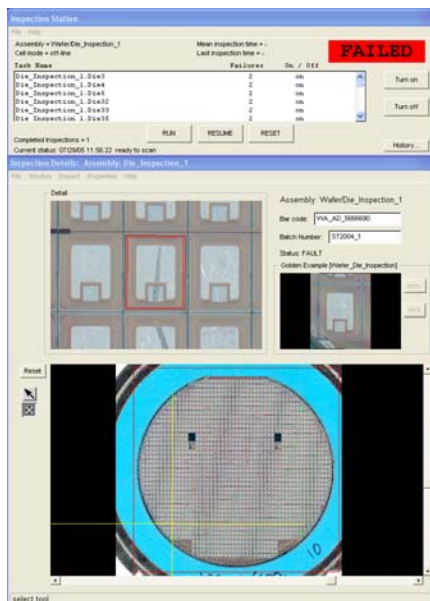 Inspection Station
File Help
Assembly = Wafer/Die_Inspection_1
Cell mode = off-line
Mean inspection time = -
Last inspection time = -
FAILED
Task Name Failures On / Off
Die_Inspection_1.Die3 2 on
Die_Inspection_1.Die4 2 on
Die_Inspection_1.Die5 2 on
Die_Inspection_1.Die32 2 on
Die_Inspection_1.Die33 2 on
Die_Inspection_1.Die35 2 on
Turn on
Turn off
History...
RUN RESUME RESET
Completed Inspections = 1
Current status: 07/29/05 11:56:22 ready to scan
Inspection Details: Assembly: Die_Inspection_1
File Window Inspect Properties Help
Detail
Assembly: Wafer/Die_Inspection_1
Bar code:
Batch Number: ST2004_1
Status: FAULT
Golden Example [Wafer_Die_Inspection]
prev
next
Reset
10
select tool